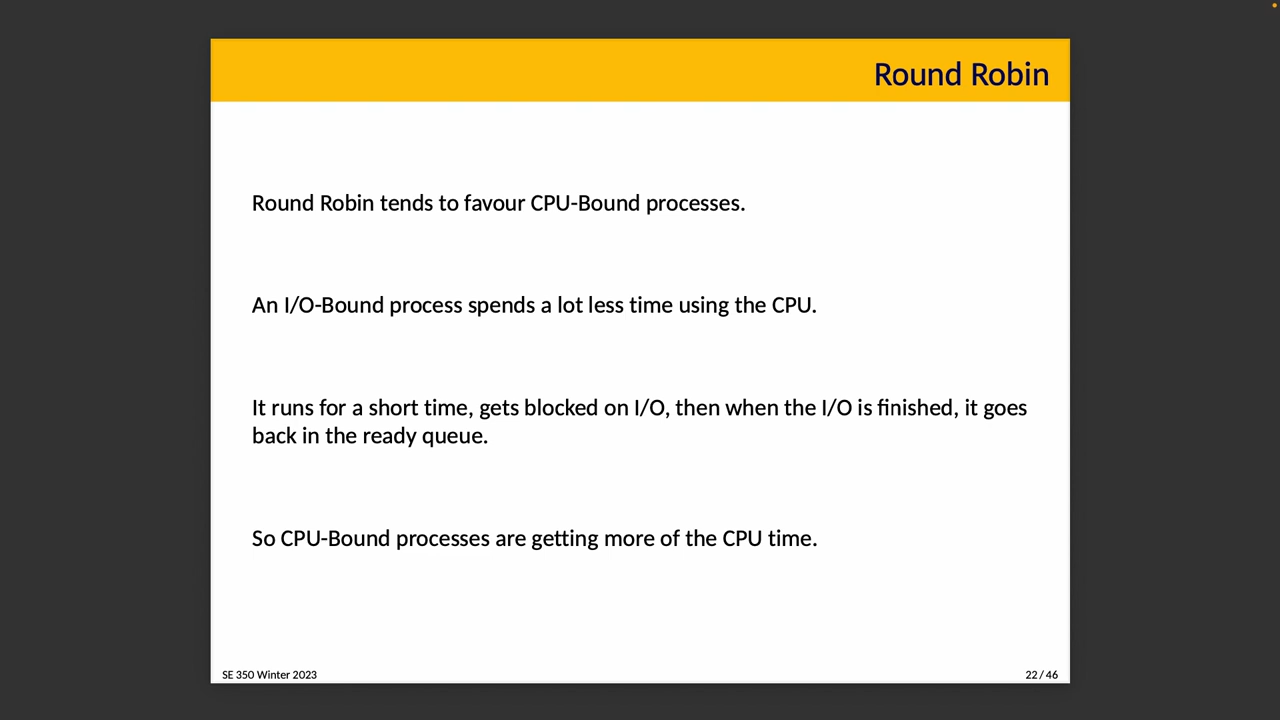 Round Robin
Round Robin tends to favour CPU-Bound processes.
An I/O-Bound process spends a lot less time using the CPU.
It runs for a short time, gets blocked on I/O, then when the I/O is finished, it goes
back in the ready queue.
So CPU-Bound processes are getting more of the CPU time.
SE 350 Winter 2023
22 / 46